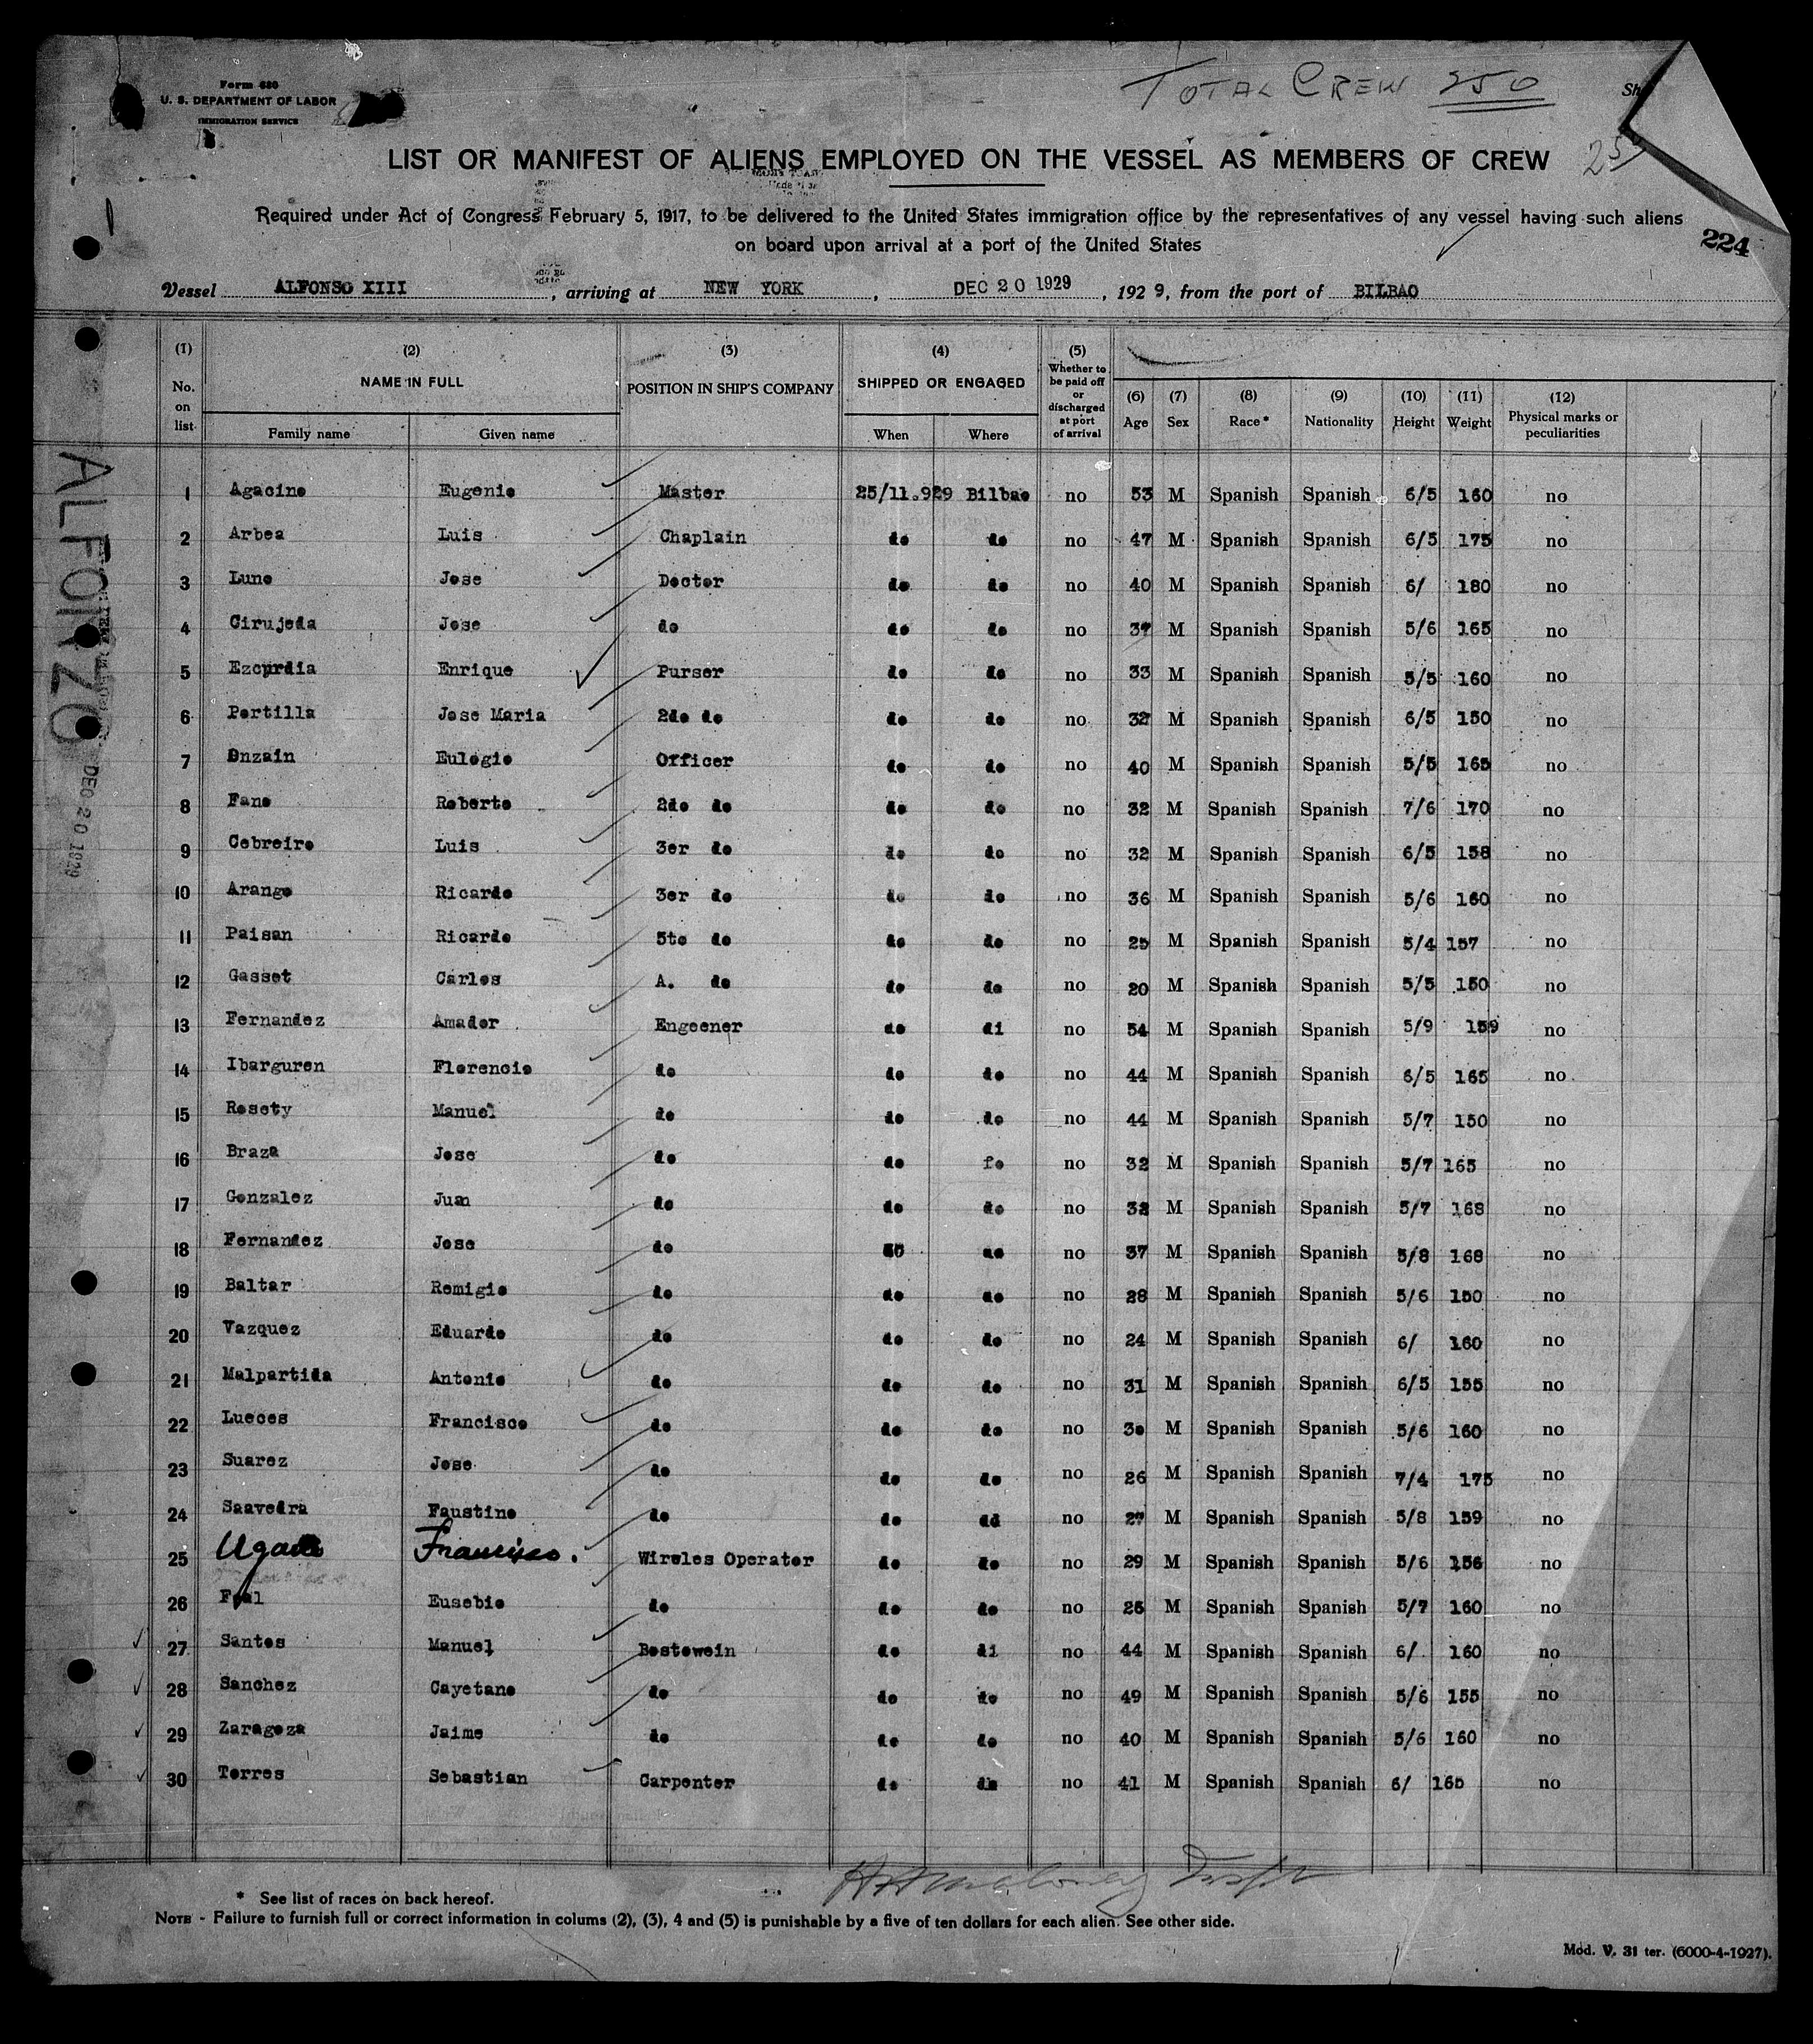 Form 680
U. S. DEPARTMENT OF LABOR
IMMIGRATION SERVICE
TOTAL CREW 250
224
LIST OR MANIFEST OF ALIENS EMPLOYED ON THE VESSEL AS MEMBERS OF CREW
Required under Act of Congress February 5, 1917, to be delivered to the United States immigration office by the representatives of any vessel having such aliens
on board upon arrival at a port of the United States
Vessel ALFONSO XIII, arriving at NEW YORK, DEC 20 1929, 1929, from the port of BILBAO
(1) No. on list (2) NAME IN FULL Family name Given name (3) POSITION IN SHIP'S COMPANY (4) SHIPPED OR ENGAGED When Where (5) Whether to be paid off or discharged at port of arrival (6) Age (7) Sex (8) Race* (9) Nationality (10) Height (11) Weight (12) Physical marks or peculiarities
1 Agacino Eugenio Master 25/11.929 Bilbao no 53 M Spanish Spanish 6/5 160 no
2 Arbea Luis Chaplain do do no 47 M Spanish Spanish 6/5 175 no
3 Luno Jose Doctor do do no 40 M Spanish Spanish 6/ 180 no
4 Cirujeda Jose do do do no 37 M Spanish Spanish 5/6 165 no
5 Ezcurdia Enrique Purser do do no 33 M Spanish Spanish 5/5 160 no
6 Portilla Jose Maria 2do do do do no 32 M Spanish Spanish 6/5 150 no
7 Anzain Eulogio Officer do do no 40 M Spanish Spanish 5/5 165 no
8 Fano Roberto 2do do do do no 32 M Spanish Spanish 7/6 170 no
9 Cebreiro Luis 3er do do do no 32 M Spanish Spanish 6/5 158 no
10 Arango Ricardo 3er do do do no 36 M Spanish Spanish 5/6 160 no
11 Paisan Ricardo 5to do do do no 25 M Spanish Spanish 5/4 157 no
12 Gasset Carlos A. do do do no 20 M Spanish Spanish 5/5 150 no
13 Fernandez Amador Engeener do di no 54 M Spanish Spanish 5/9 159 no
14 Ibarguren Florencio do do do no 44 M Spanish Spanish 6/5 165 no
15 Rosety Manuel do do do no 44 M Spanish Spanish 5/7 150 no
16 Braza Jose do do fo no 32 M Spanish Spanish 5/7 165 no
17 Gonzalez Juan do do do no 38 M Spanish Spanish 5/7 168 no
18 Fernandez Jose do do do no 37 M Spanish Spanish 5/8 168 no
19 Baltar Remigio do do do no 28 M Spanish Spanish 5/6 150 no
20 Vazquez Eduardo do do do no 24 M Spanish Spanish 6/ 160 no
21 Malpartida Antonio do do do no 31 M Spanish Spanish 6/5 155 no
22 Lueces Francisco do do do no 30 M Spanish Spanish 5/6 160 no
23 Suarez Jose do do do no 26 M Spanish Spanish 7/4 175 no
24 Saavedra Faustino do do dd no 27 M Spanish Spanish 5/8 159 no
25 Francisco. Wireles Operator do do no 29 M Spanish Spanish 5/6 156 no
26 Eusebio do do do no 25 M Spanish Spanish 5/7 160 no
27 Santos Manuel Bostowein do di no 44 M Spanish Spanish 6/ 160 no
28 Sanchez Cayetano do do do no 49 M Spanish Spanish 5/6 155 no
29 Zaragoza Jaime do do do no 40 M Spanish Spanish 5/6 160 no
30 Torres Sebastian Carpenter do do no 41 M Spanish Spanish 6/ 165 no
* See list of races on back hereof.
NOTE - Failure to furnish full or correct information in colums (2), (3), 4 and (5) is punishable by a five of ten dollars for each alien. See other side.
Mod. V. 31 ter. (6000-4-1927).
DEC 20 1929